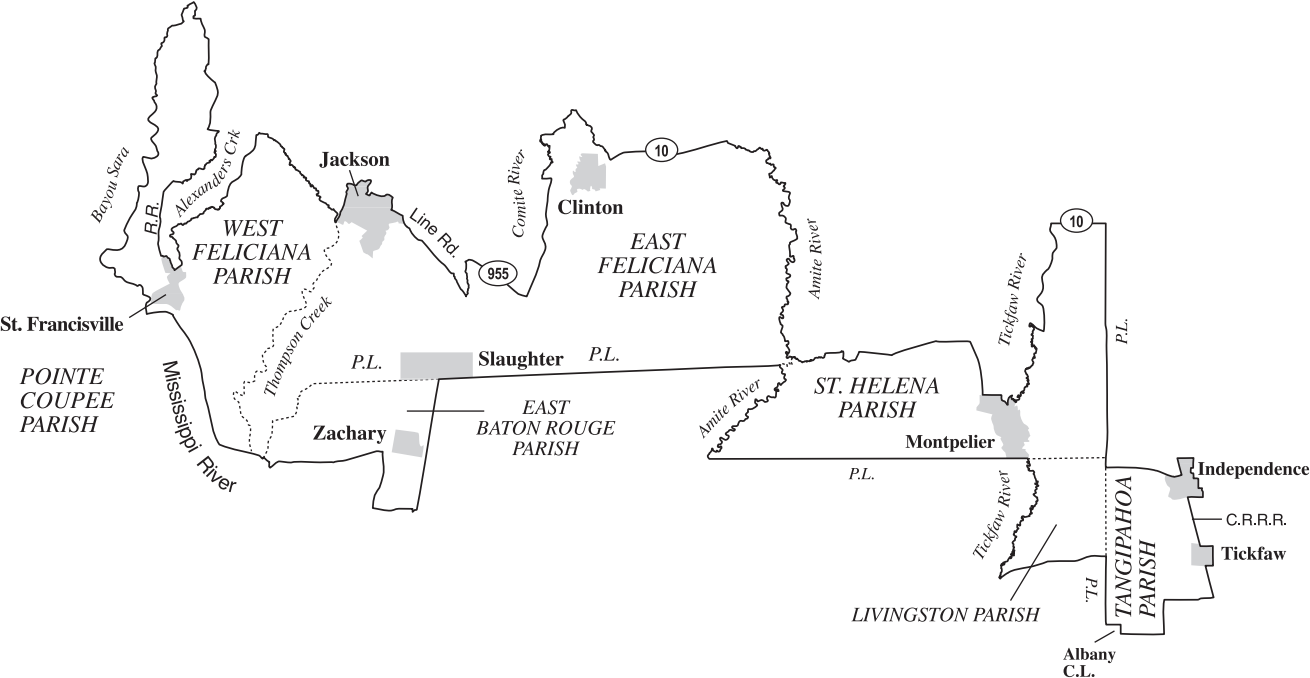 Bayou Sara
R.R.
Alexanders Crk
Jackson
Line Rd.
Comite River
955
10
Clinton
WEST
FELICIANA
PARISH
EAST
FELICIANA
PARISH
Amite River
Tickfaw River
10
P.L.
St. Francisville
Thompson Creek
POINTE
COUPEE
PARISH
Mississippi River
P.L.
Slaughter
P.L.
EAST
BATON ROUGE
PARISH
Zachary
Amite River
ST. HELENA
PARISH
Montpelier
P.L.
Tickfaw River
Independence
C.R.R.R.
Tickfaw
TANGIPAHOA
PARISH
P.L.
LIVINGSTON PARISH
Albany
C.L.